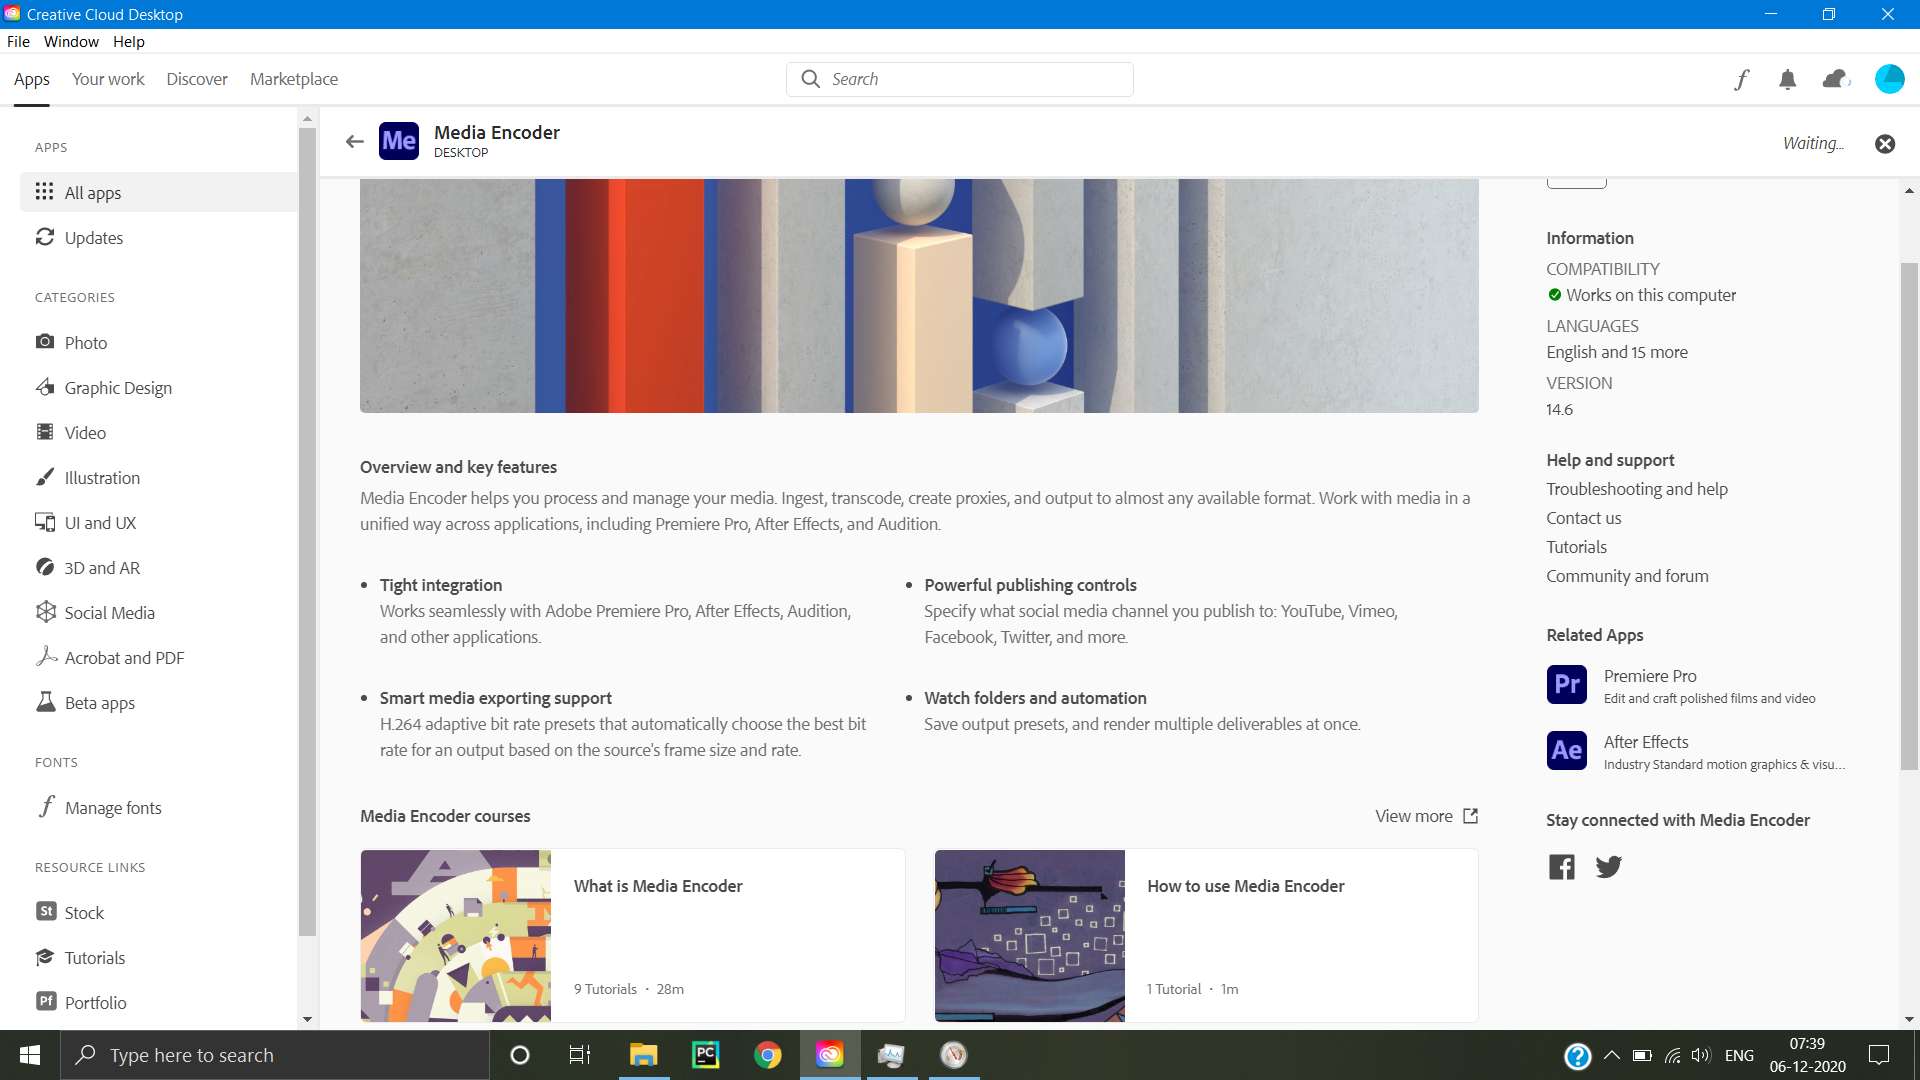 Creative Cloud Desktop
File Window Help
Apps Your work Discover Marketplace
Search
APPS
All apps
Updates
CATEGORIES
Photo
Graphic Design
Video
Illustration
UI and UX
3D and AR
Social Media
Acrobat and PDF
Beta apps
FONTS
Manage fonts
RESOURCE LINKS
St Stock
Tutorials
Pf Portfolio
Me
Media Encoder
DESKTOP
Waiting...
Overview and key features
Media Encoder helps you process and manage your media. Ingest, transcode, create proxies, and output to almost any available format. Work with media in a
unified way across applications, including Premiere Pro, After Effects, and Audition.
Tight integration
Works seamlessly with Adobe Premiere Pro, After Effects, Audition,
and other applications.
Powerful publishing controls
Specify what social media channel you publish to: YouTube, Vimeo,
Facebook, Twitter, and more.
Smart media exporting support
H.264 adaptive bit rate presets that automatically choose the best bit
rate for an output based on the source's frame size and rate.
Watch folders and automation
Save output presets, and render multiple deliverables at once.
Media Encoder courses
View more
What is Media Encoder
9 Tutorials · 28m
How to use Media Encoder
1 Tutorial · 1m
Information
COMPATIBILITY
Works on this computer
LANGUAGES
English and 15 more
VERSION
14.6
Help and support
Troubleshooting and help
Contact us
Tutorials
Community and forum
Related Apps
Pr Premiere Pro
Edit and craft polished films and video
Ae After Effects
Industry Standard motion graphics & visu...
Stay connected with Media Encoder
Type here to search
PC
ENG
07:39
06-12-2020